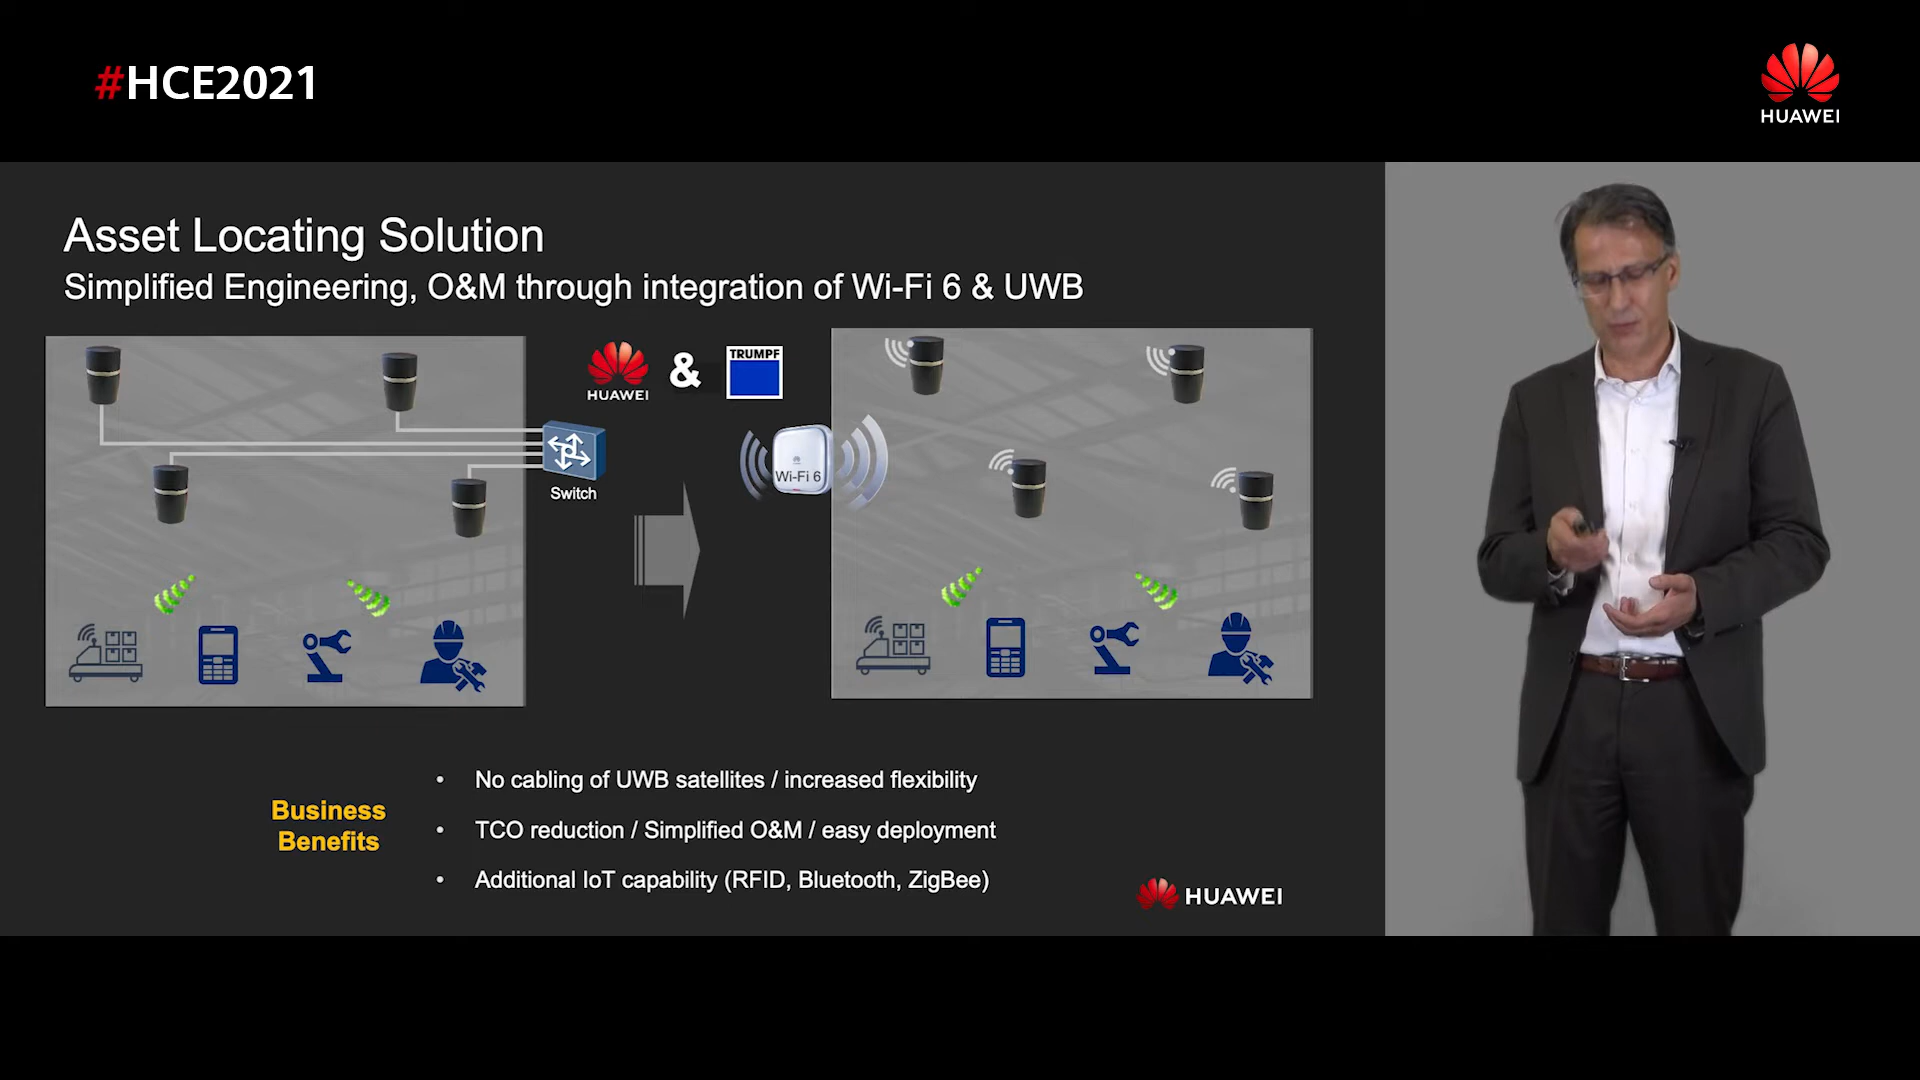 #HCE2021
HUAWEI
Asset Locating Solution
Simplified Engineering, O&M through integration of Wi-Fi 6 & UWB
HUAWEI
&
TRUMPF
Switch
Wi-Fi 6
Business
Benefits
• No cabling of UWB satellites / increased flexibility
• TCO reduction / Simplified O&M / easy deployment
• Additional IoT capability (RFID, Bluetooth, ZigBee)
HUAWEI